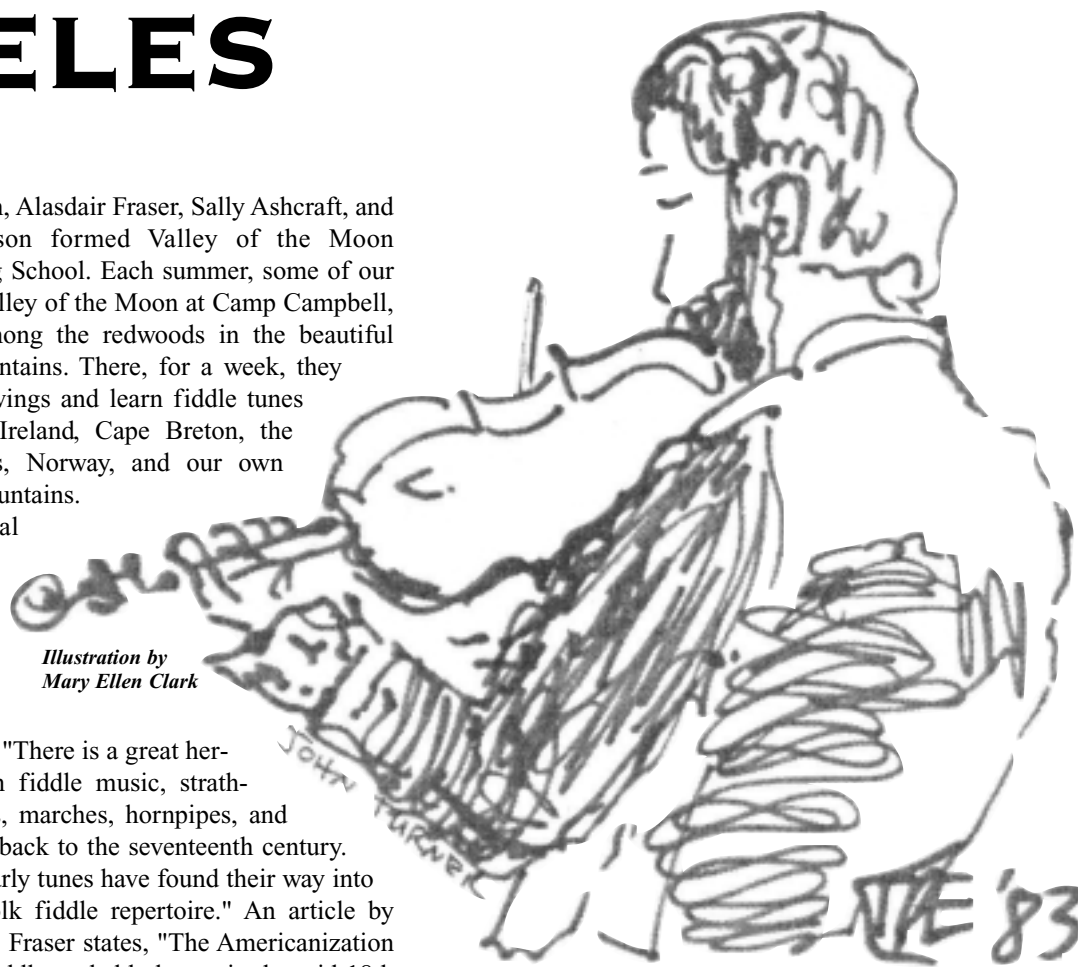 ELES
n, Alasdair Fraser, Sally Ashcraft, and
son formed Valley of the Moon
g School. Each summer, some of our
lley of the Moon at Camp Campbell,
nong the redwoods in the beautiful
ntains. There, for a week, they
vings and learn fiddle tunes
Ireland, Cape Breton, the
s, Norway, and our own
untains.
al
Illustration by
Mary Ellen Clark
"There is a great her-
n fiddle music, strath-
s, marches, hornpipes, and
back to the seventeenth century.
rly tunes have found their way into
olk fiddle repertoire." An article by
Fraser states, "The Americanization
JOHN TURNER
'83